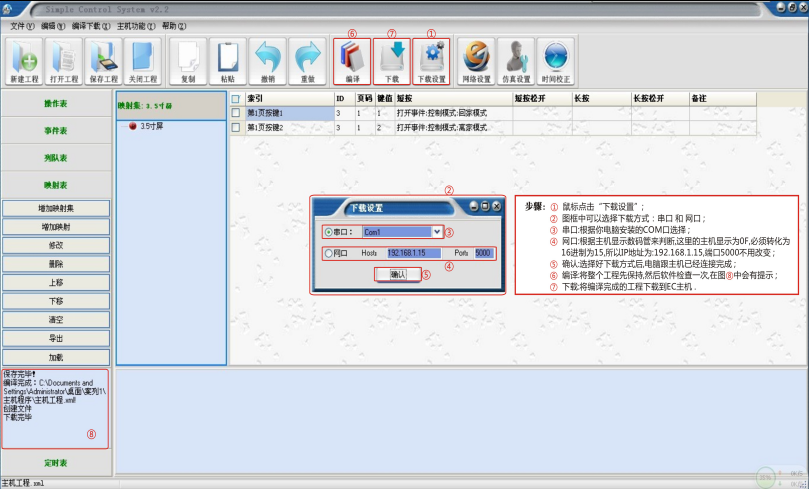 Simple Control System v2.2
文件(F) 编辑(E) 编译下载(I) 主机功能(I) 帮助(Z)
⑥ ⑦ ①
新建工程 打开工程 保存工程 关闭工程 复制 粘贴 撤销 重做 编译 下载 下载设置 网络设置 仿真设置 时间校正
操作表
事件表
列队表
映射表
增加映射集
增加映射
修改
删除
上移
下移
清空
导出
加载
映射集: 3.5寸屏
3.5寸屏
索引 ID 页码 键值 短按 短按松开 长按 长按松开 备注
第1页按键1 3 1 1 打开事件:控制模式:回家模式
第1页按键2 3 1 2 打开事件:控制模式:离家模式
②
下载设置
串口: Com1 ③
网口 Host: 192.168.1.15 Port: 5000
④
确认 ⑤
步骤: ① 鼠标点击“下载设置”;
② 图框中可以选择下载方式:串口 和 网口;
③ 串口:根据你电脑安装的COM口选择;
④ 网口:根据主机显示数码管来判断,这里的主机显示为0F,必须转化为
16进制为15,所以IP地址为:192.168.1.15,端口5000不用改变;
⑤ 确认:选择好下载方式后,电脑跟主机已经连接完成;
⑥ 编译:将整个工程先保持,然后软件检查一次,在图⑧中会有提示;
⑦ 下载:将编译完成的工程下载到EC主机.
保存完毕!
编译完成:C:\Documents and
Settings\Administrator\桌面\案列1\
主机程序\主机工程.xml!
创建文件
下载完毕
⑧
定时表
主机工程.xml